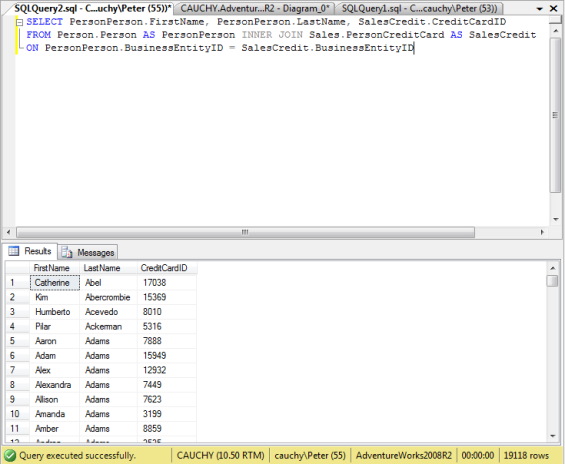 SQLQuery2.sql - C...uchy\Peter (55))* CAUCHY.Adventur...R2 - Diagram_0* SQLQuery1.sql - C...cauchy\Peter (53))
SELECT PersonPerson.FirstName, PersonPerson.LastName, SalesCredit.CreditCardID
FROM Person.Person AS PersonPerson INNER JOIN Sales.PersonCreditCard AS SalesCredit
ON PersonPerson.BusinessEntityID = SalesCredit.BusinessEntityID
Results Messages
FirstName LastName CreditCardID
1 Catherine Abel 17038
2 Kim Abercrombie 15369
3 Humberto Acevedo 8010
4 Pilar Ackerman 5316
5 Aaron Adams 7888
6 Adam Adams 15949
7 Alex Adams 12932
8 Alexandra Adams 7449
9 Allison Adams 7623
10 Amanda Adams 3199
11 Amber Adams 8859
Adams
Query executed successfully. CAUCHY (10.50 RTM) cauchy\Peter (55) AdventureWorks2008R2 00:00:00 19118 rows